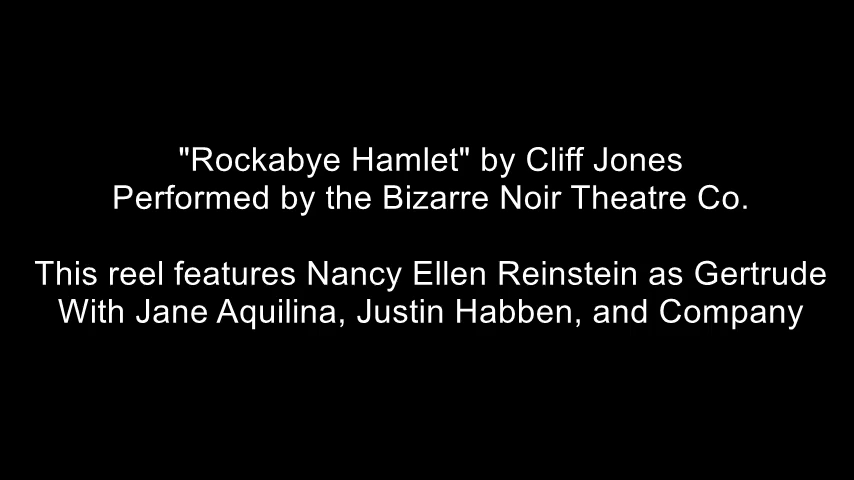 "Rockabye Hamlet" by Cliff Jones
Performed by the Bizarre Noir Theatre Co.
This reel features Nancy Ellen Reinstein as Gertrude
With Jane Aquilina, Justin Habben, and Company